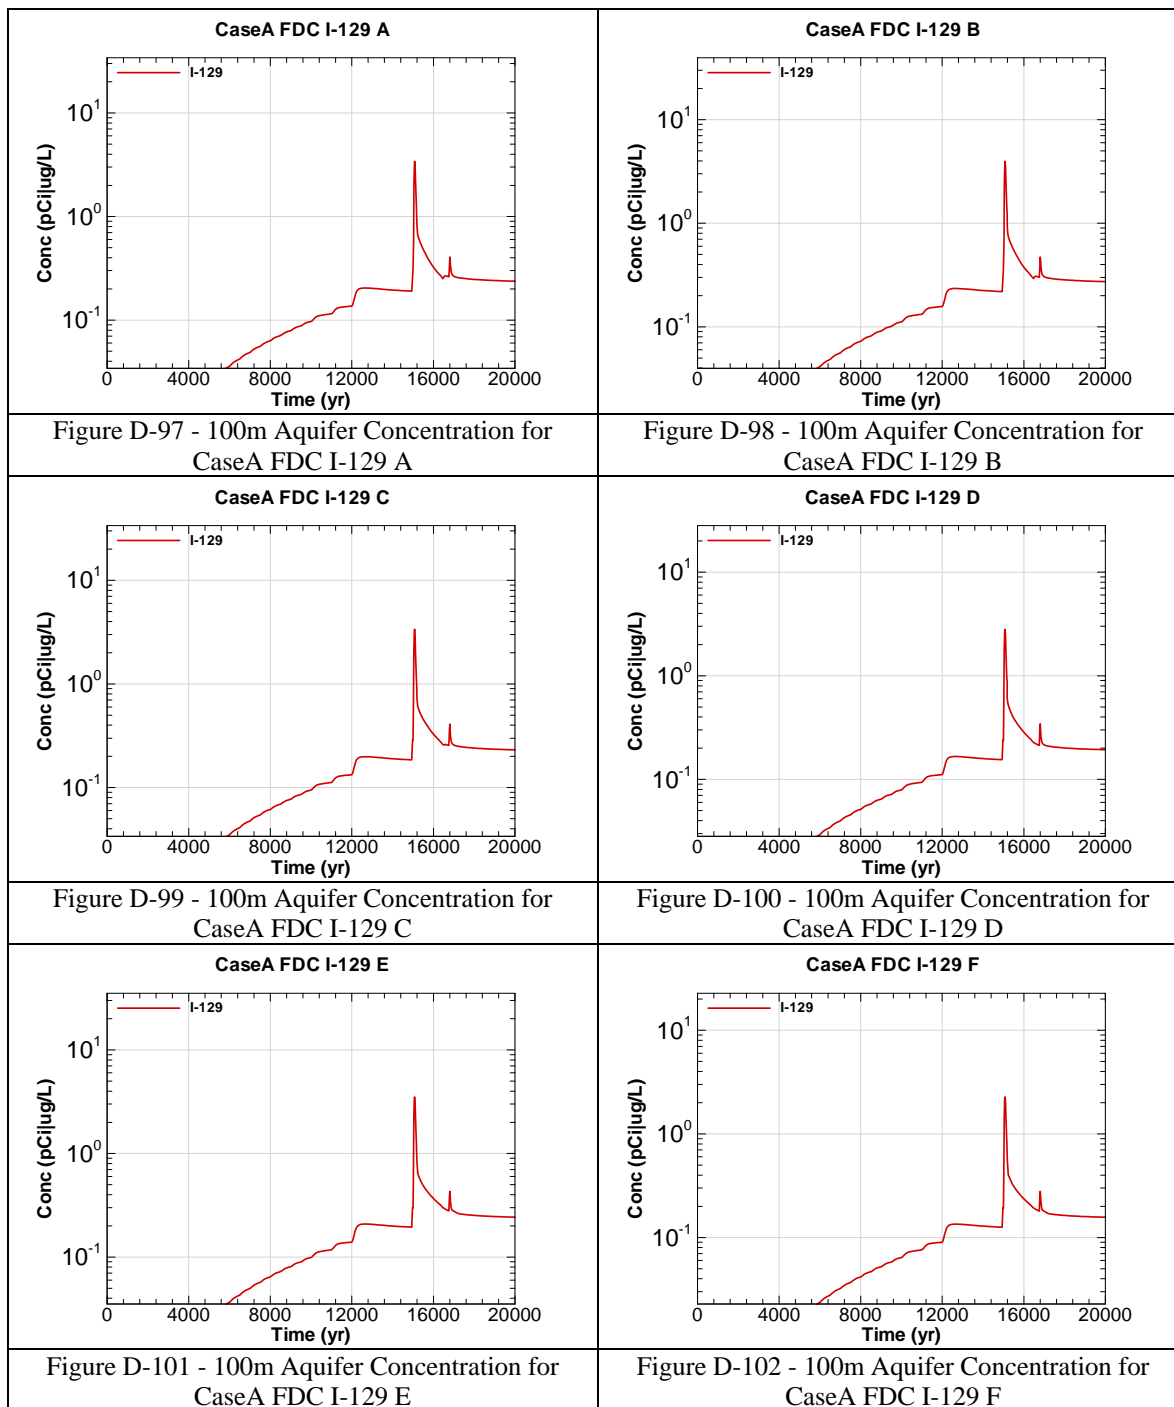 CaseA FDC I-129 A
I-129
10^1
10^0
10^-1
Conc (pCi|ug/L)
0 4000 8000 12000 16000 20000
Time (yr)
Figure D-97 - 100m Aquifer Concentration for
CaseA FDC I-129 A
CaseA FDC I-129 B
I-129
10^1
10^0
10^-1
Conc (pCi|ug/L)
0 4000 8000 12000 16000 20000
Time (yr)
Figure D-98 - 100m Aquifer Concentration for
CaseA FDC I-129 B
CaseA FDC I-129 C
I-129
10^1
10^0
10^-1
Conc (pCi|ug/L)
0 4000 8000 12000 16000 20000
Time (yr)
Figure D-99 - 100m Aquifer Concentration for
CaseA FDC I-129 C
CaseA FDC I-129 D
I-129
10^1
10^0
10^-1
Conc (pCi|ug/L)
0 4000 8000 12000 16000 20000
Time (yr)
Figure D-100 - 100m Aquifer Concentration for
CaseA FDC I-129 D
CaseA FDC I-129 E
I-129
10^1
10^0
10^-1
Conc (pCi|ug/L)
0 4000 8000 12000 16000 20000
Time (yr)
Figure D-101 - 100m Aquifer Concentration for
CaseA FDC I-129 E
CaseA FDC I-129 F
I-129
10^1
10^0
10^-1
Conc (pCi|ug/L)
0 4000 8000 12000 16000 20000
Time (yr)
Figure D-102 - 100m Aquifer Concentration for
CaseA FDC I-129 F